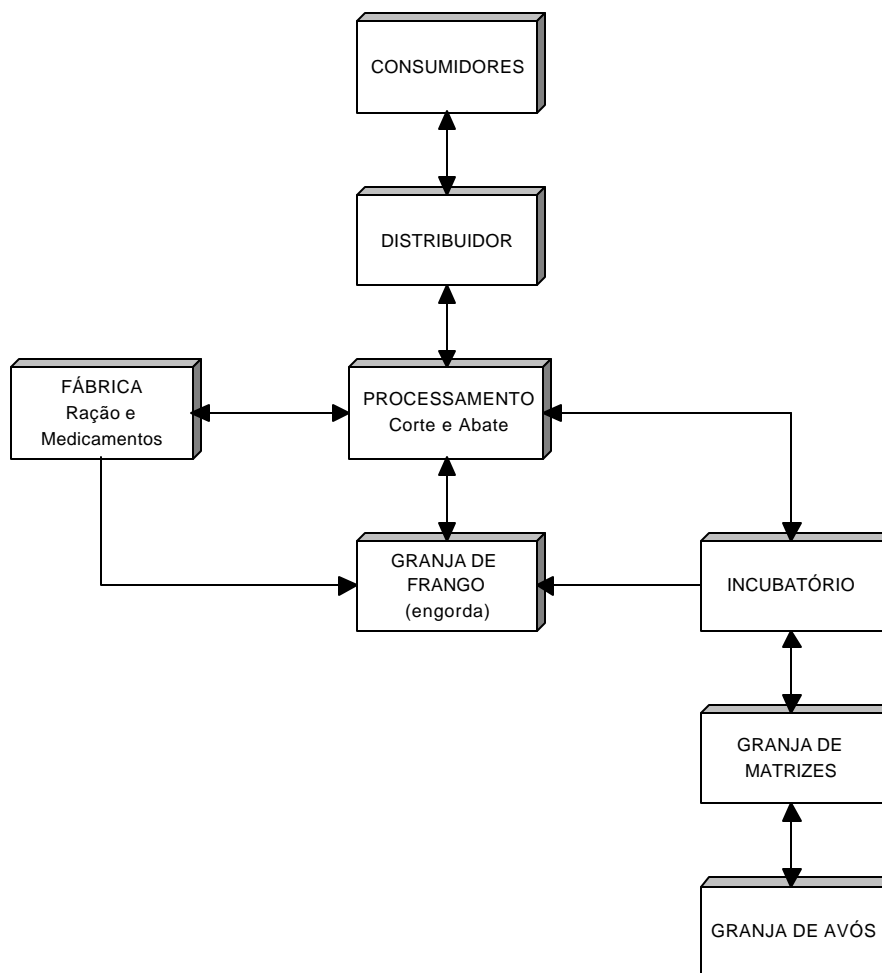 CONSUMIDORES
DISTRIBUIDOR
FÁBRICA
Ração e
Medicamentos
PROCESSAMENTO
Corte e Abate
GRANJA DE
FRANGO
(engorda)
INCUBATÓRIO
GRANJA DE
MATRIZES
GRANJA DE AVÓS